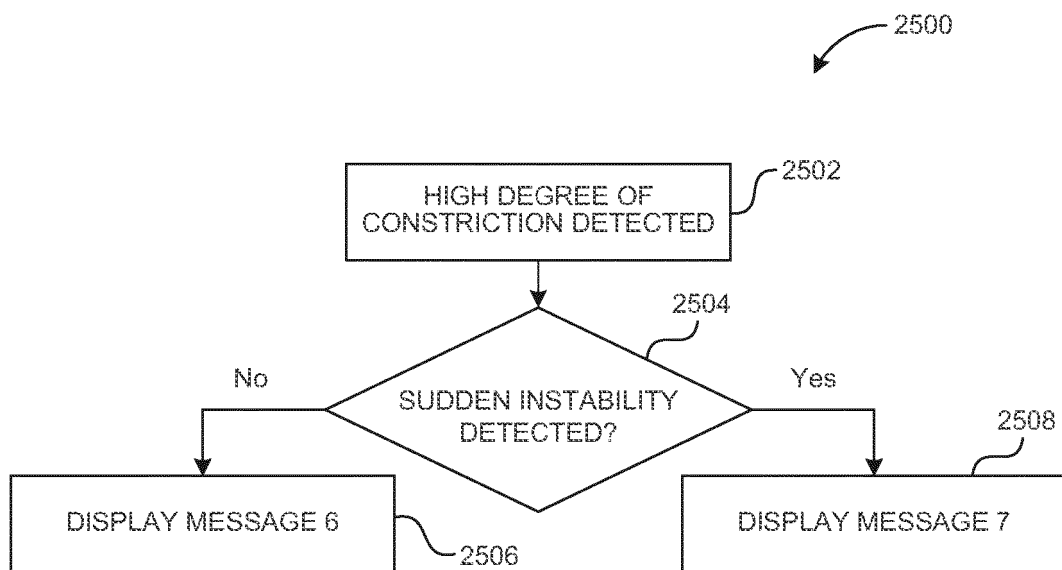 2500
2502
HIGH DEGREE OF
CONSTRICTION DETECTED
2504
No
Yes
SUDDEN INSTABILITY
DETECTED?
2508
DISPLAY MESSAGE 6
DISPLAY MESSAGE 7
2506